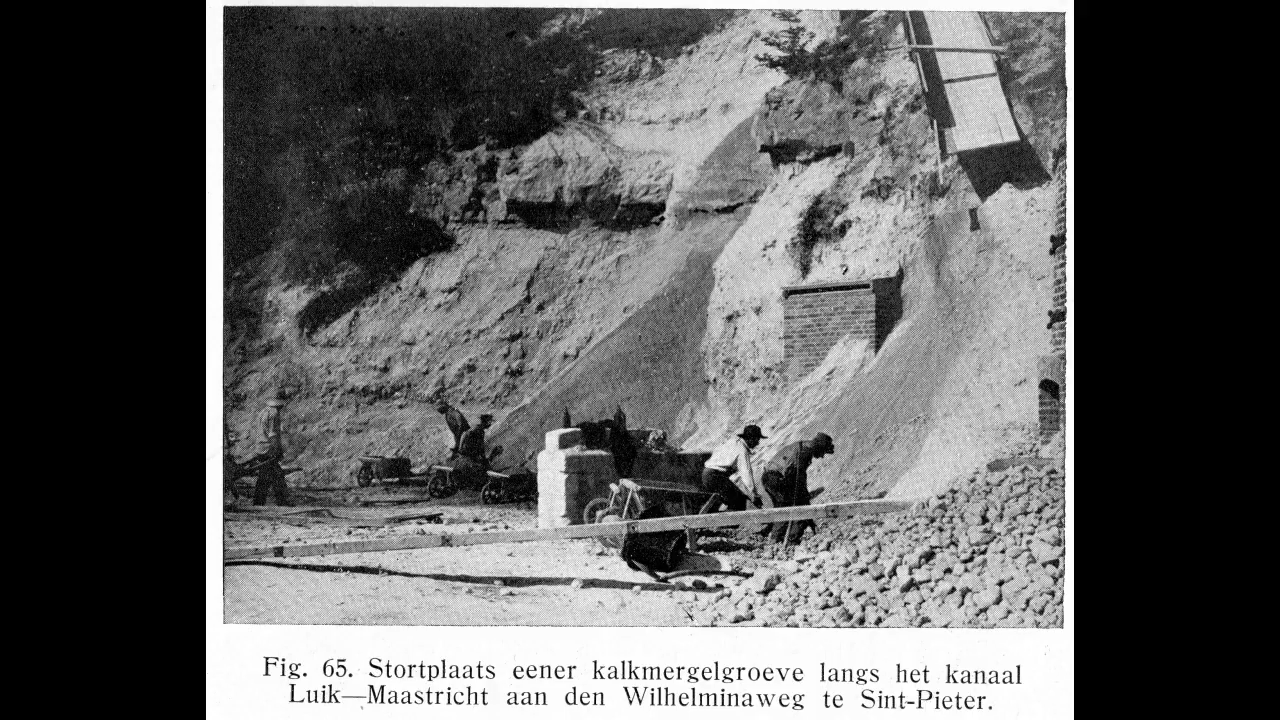 Fig. 65. Stortplaats eener kalkmergelgroeve langs het kanaal
Luik—Maastricht aan den Wilhelminaweg te Sint-Pieter.